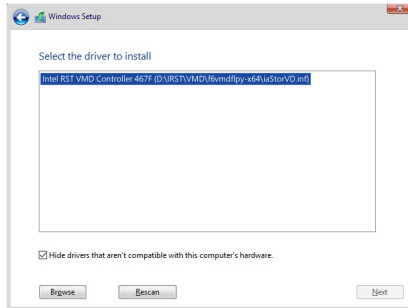 Windows Setup
Select the driver to install
Intel RST VMD Controller 467F (D:\IRST\VMD\f6vmdflpy-x64\iaStorVD.inf)
Hide drivers that aren't compatible with this computer's hardware.
Browse
Rescan
Next